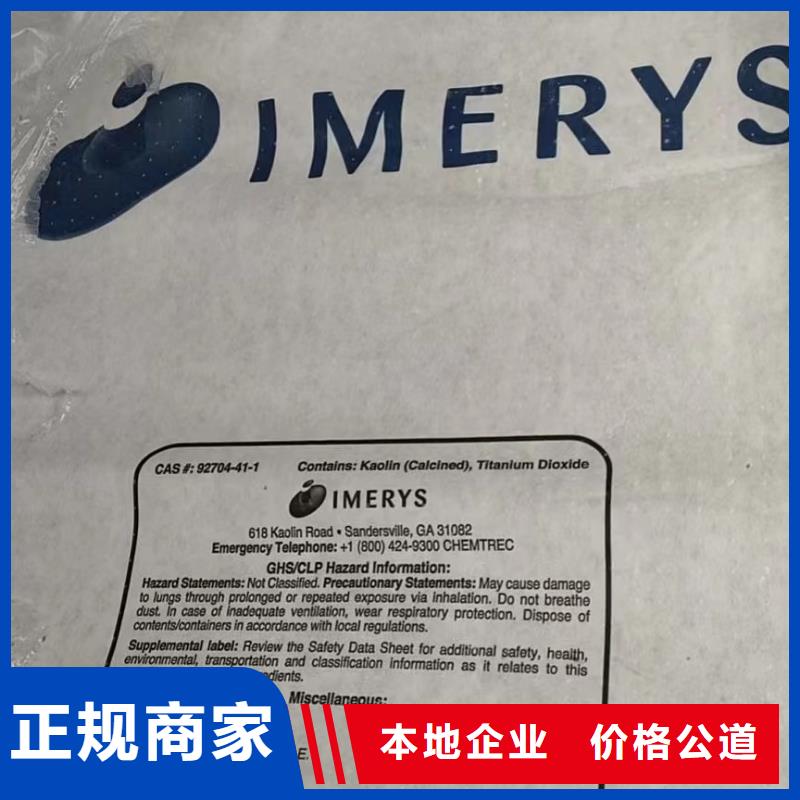 IMERYS
CAS #: 92704-41-1 Contains: Kaolin (Calcined), Titanium Dioxide
IMERYS
618 Kaolin Road • Sandersville, GA 31082
Emergency Telephone: +1 (800) 424-9300 CHEMTREC
GHS/CLP Hazard Information:
Hazard Statements: Not Classified. Precautionary Statements: May cause damage
to lungs through prolonged or repeated exposure via inhalation. Do not breathe
dust. In case of inadequate ventilation, wear respiratory protection. Dispose of
contents/containers in accordance with local regulations.
Supplemental label: Review the Safety Data Sheet for additional safety, health,
environmental, transportation and classification information as it relates to this
Miscellaneous:
正规商家
本地企业 价格公道